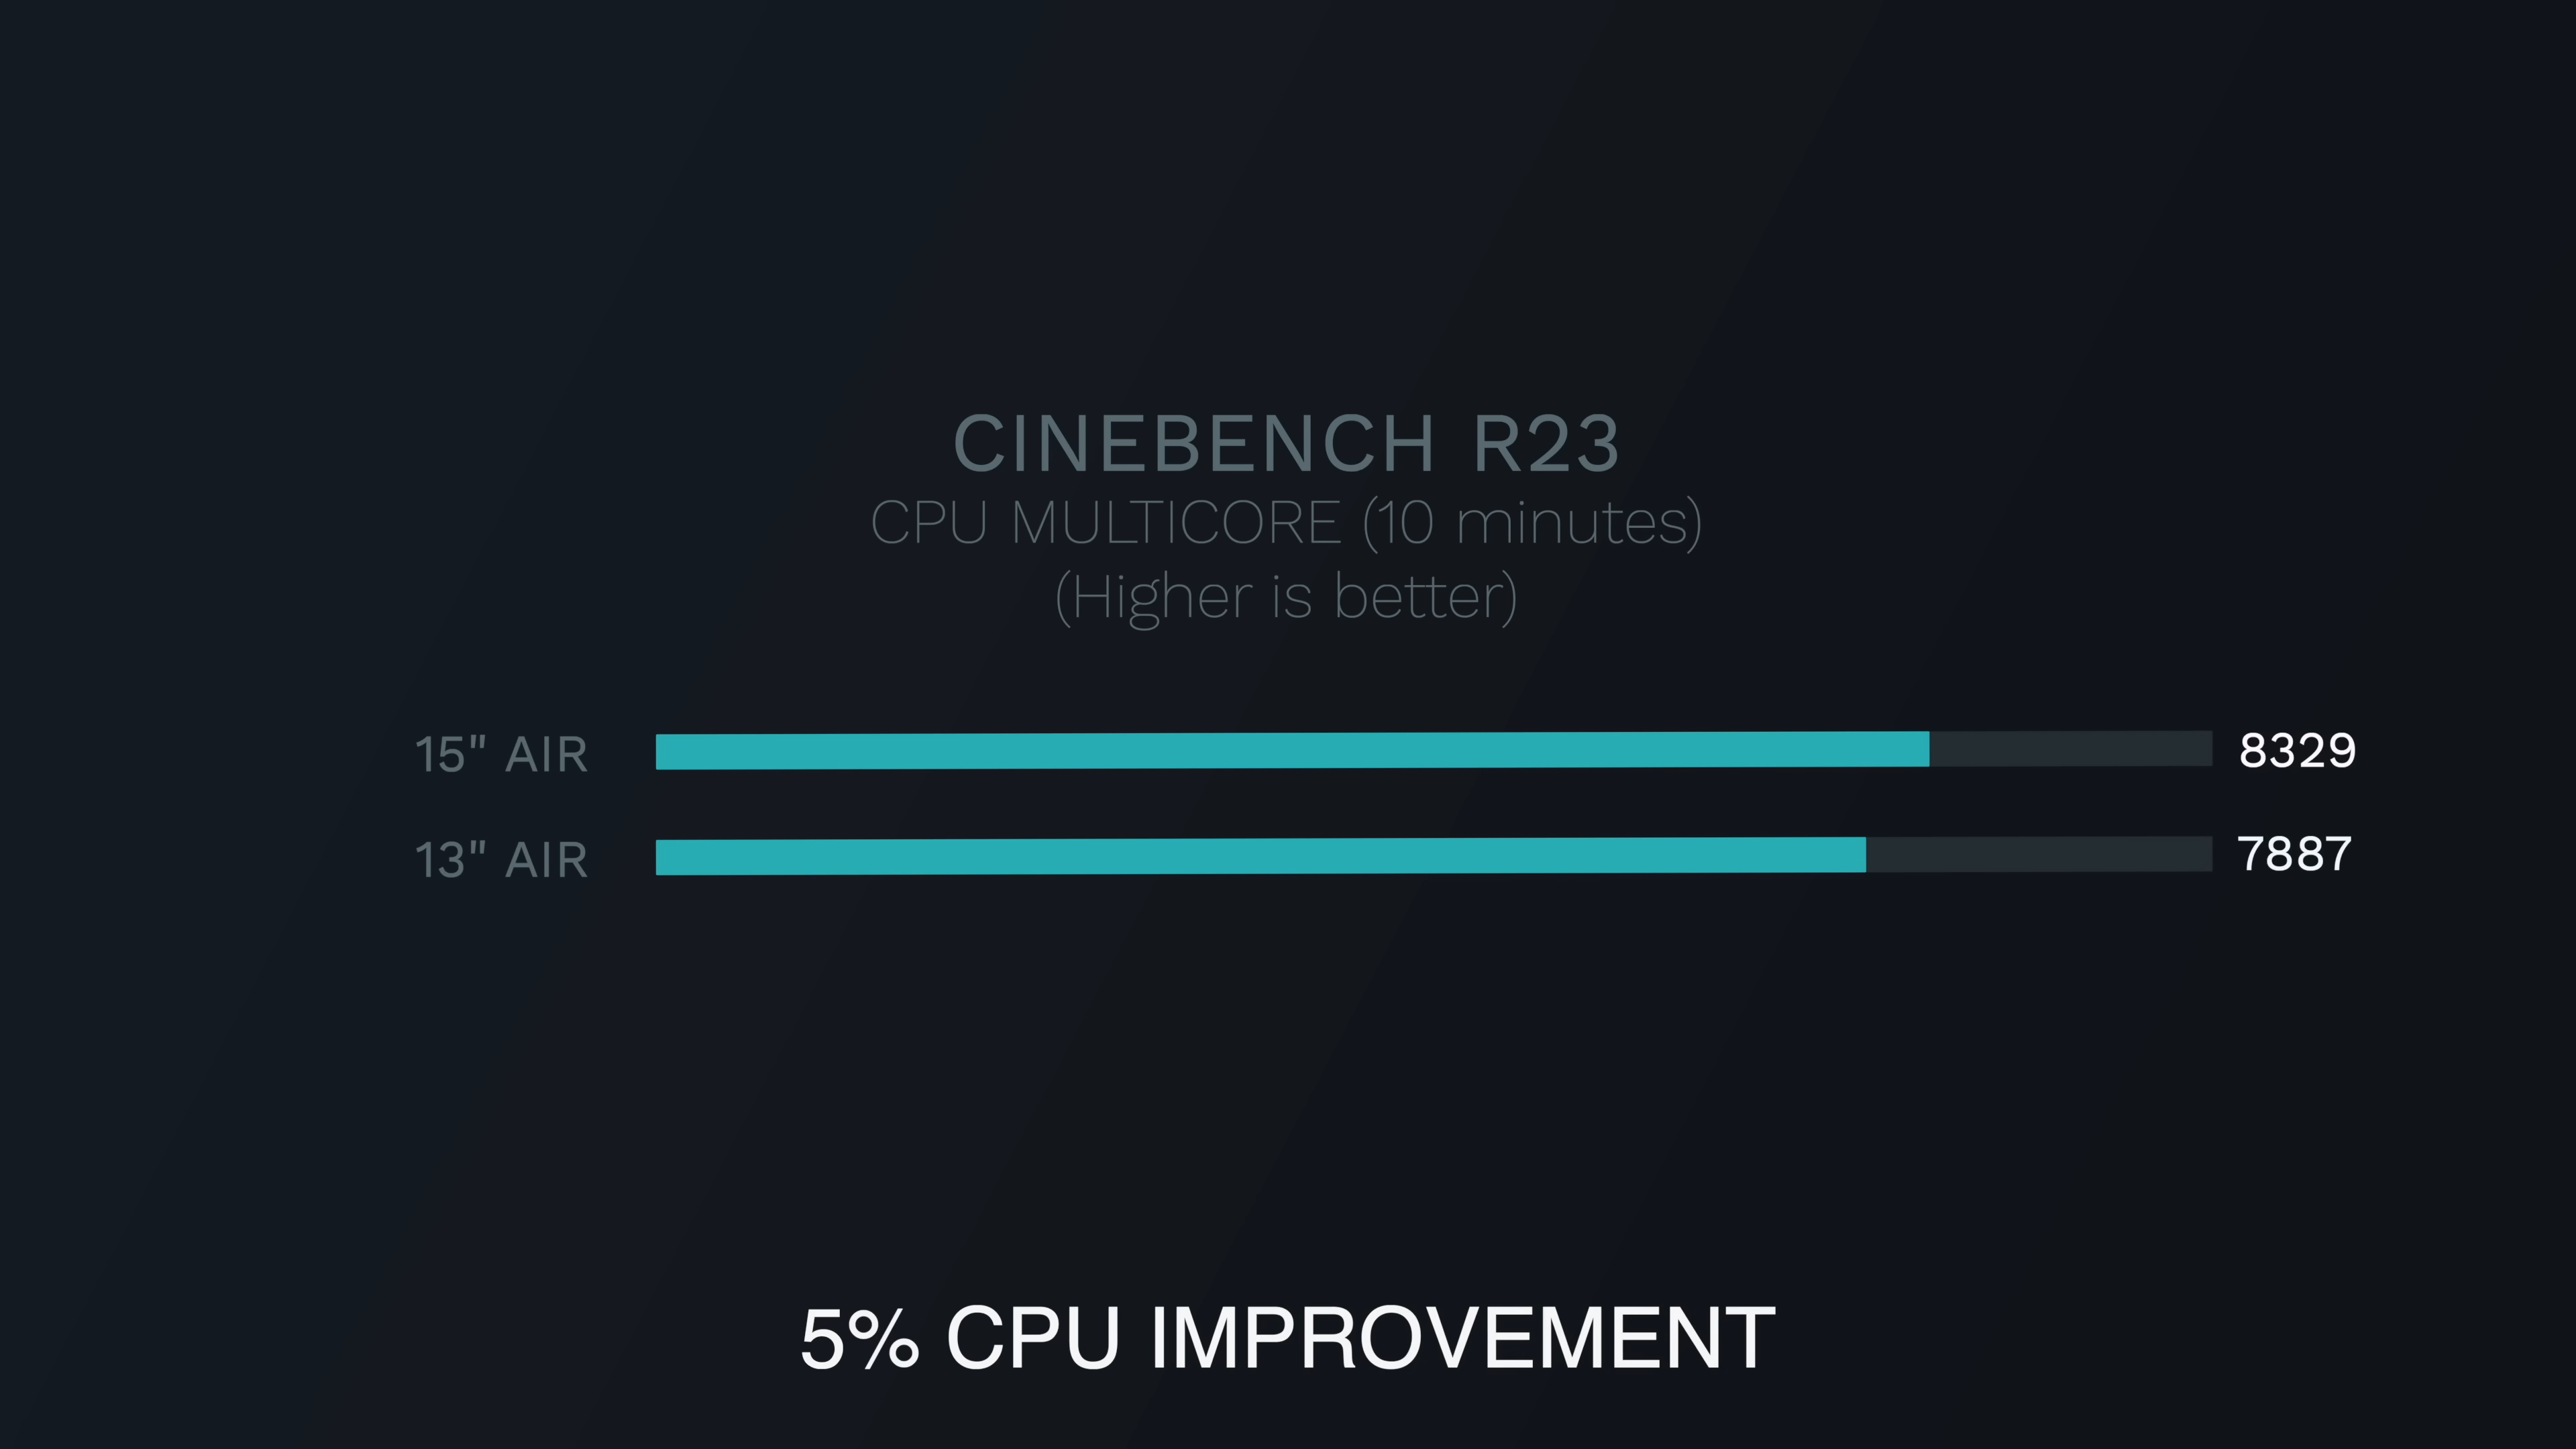 CINEBENCH R23
CPU MULTICORE (10 minutes)
(Higher is better)
15" AIR 8329
13" AIR 7887
5% CPU IMPROVEMENT